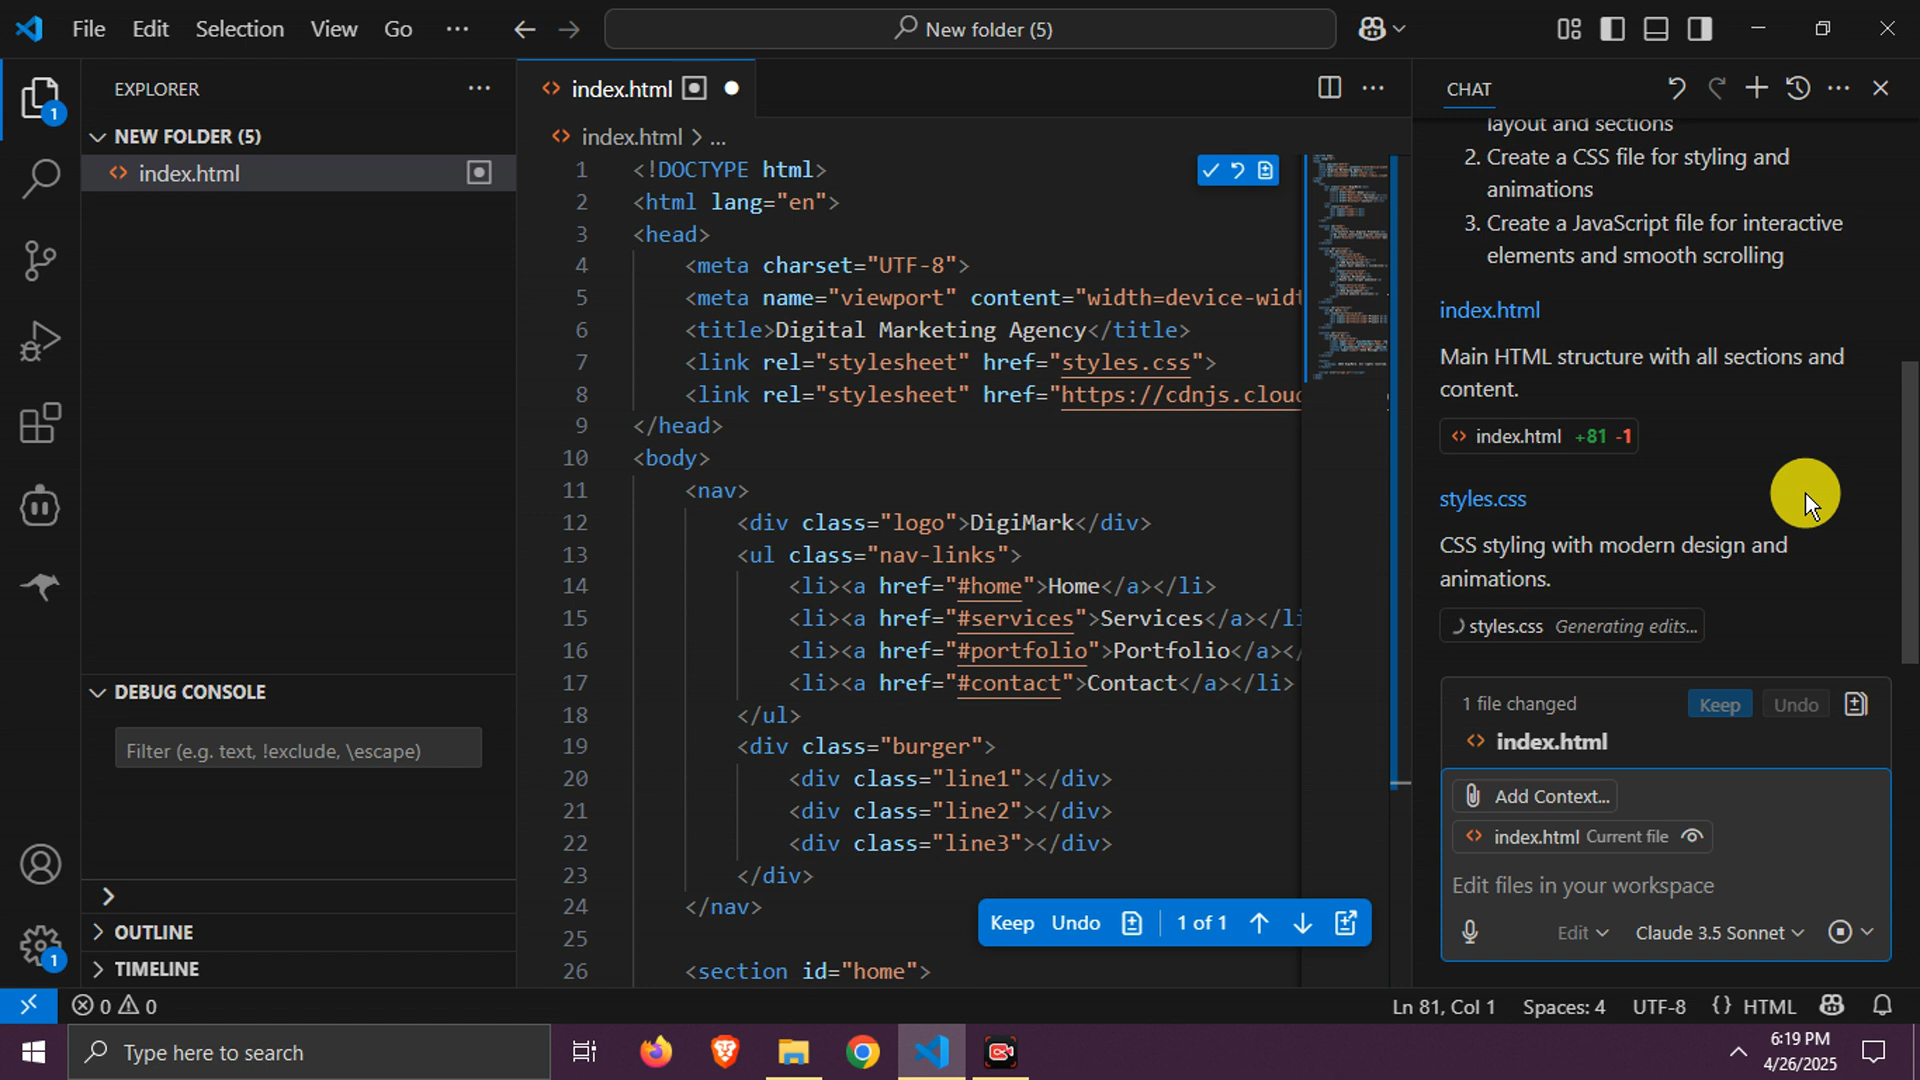 File Edit Selection View Go ···
New folder (5)
EXPLORER
NEW FOLDER (5)
index.html
1
DEBUG CONSOLE
Filter (e.g. text, !exclude, \escape)
OUTLINE
TIMELINE
1
index.html
index.html > ...
1 <!DOCTYPE html>
2 <html lang="en">
3 <head>
4 <meta charset="UTF-8">
5 <meta name="viewport" content="width=device-widt
6 <title>Digital Marketing Agency</title>
7 <link rel="stylesheet" href="styles.css">
8 <link rel="stylesheet" href="https://cdnjs.clou
9 </head>
10 <body>
11 <nav>
12 <div class="logo">DigiMark</div>
13 <ul class="nav-links">
14 <li><a href="#home">Home</a></li>
15 <li><a href="#services">Services</a></li
16 <li><a href="#portfolio">Portfolio</a></
17 <li><a href="#contact">Contact</a></li>
18 </ul>
19 <div class="burger">
20 <div class="line1"></div>
21 <div class="line2"></div>
22 <div class="line3"></div>
23 </div>
24 </nav>
25
26 <section id="home">
Keep Undo 1 of 1
CHAT
layout and sections
2. Create a CSS file for styling and
animations
3. Create a JavaScript file for interactive
elements and smooth scrolling
index.html
Main HTML structure with all sections and
content.
index.html +81 -1
styles.css
CSS styling with modern design and
animations.
styles.css Generating edits...
1 file changed Keep Undo
index.html
Add Context...
index.html Current file
Edit files in your workspace
Edit Claude 3.5 Sonnet
0 0
Ln 81, Col 1 Spaces: 4 UTF-8 {} HTML
Type here to search
6:19 PM
4/26/2025